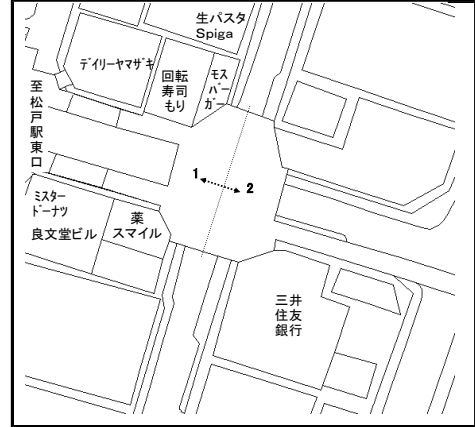 生パスタ
Spiga
デイリーヤマザキ
回転
寿司
もり
モス
バー
ガー
至松戸駅東口
1
2
ミスター
ドーナツ
良文堂ビル
薬
スマイル
三井
住友
銀行